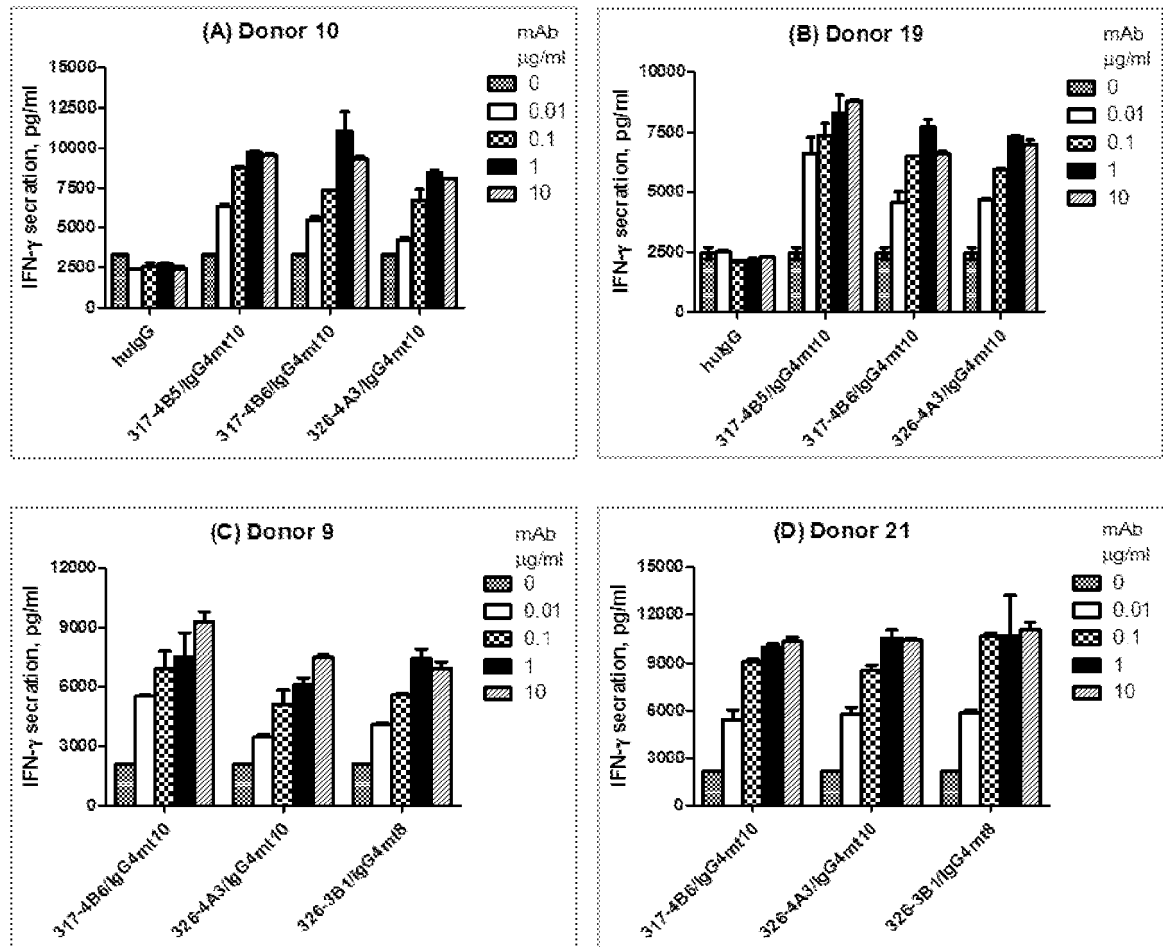 (A) Donor 10
mAb
µg/ml
0
0.01
0.1
1
10
IFN-γ secration, pg/ml
15000
12500
10000
7500
5000
2500
0
huIgG
317-4B5/IgG4mt10
317-4B6/IgG4mt10
326-4A3/IgG4mt10
(B) Donor 19
mAb
µg/ml
0
0.01
0.1
1
10
IFN-γ secration, pg/ml
10000
7500
5000
2500
0
317-4B5/IgG4mt10
317-4B6/IgG4mt10
326-4A3/IgG4mt10
(C) Donor 9
mAb
µg/ml
0
0.01
0.1
1
10
IFN-γ secration, pg/ml
12000
9000
6000
3000
0
317-4B6/IgG4mt10
326-4A3/IgG4mt10
326-3B1/IgG4mt8
(D) Donor 21
mAb
µg/ml
0
0.01
0.1
1
10
IFN-γ secration, pg/ml
15000
12000
9000
6000
3000
0
317-4B6/IgG4mt10
326-4A3/IgG4mt10
326-3B1/IgG4mt8